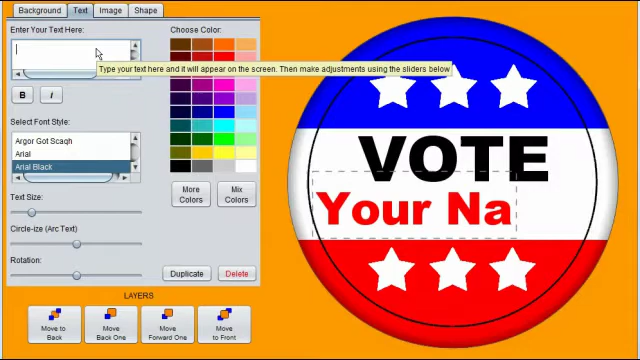 Background Text Image Shape
Enter Your Text Here:
Choose Color:
Type your text here and it will appear on the screen. Then make adjustments using the sliders below
B I
Select Font Style:
Argor Got Scaqh
Arial
Arial Black
Text Size:
More Colors
Mix Colors
Circle-ize (Arc Text)
Rotation:
Duplicate Delete
LAYERS
Move to Back
Move Back One
Move Forward One
Move to Front
VOTE
Your Na